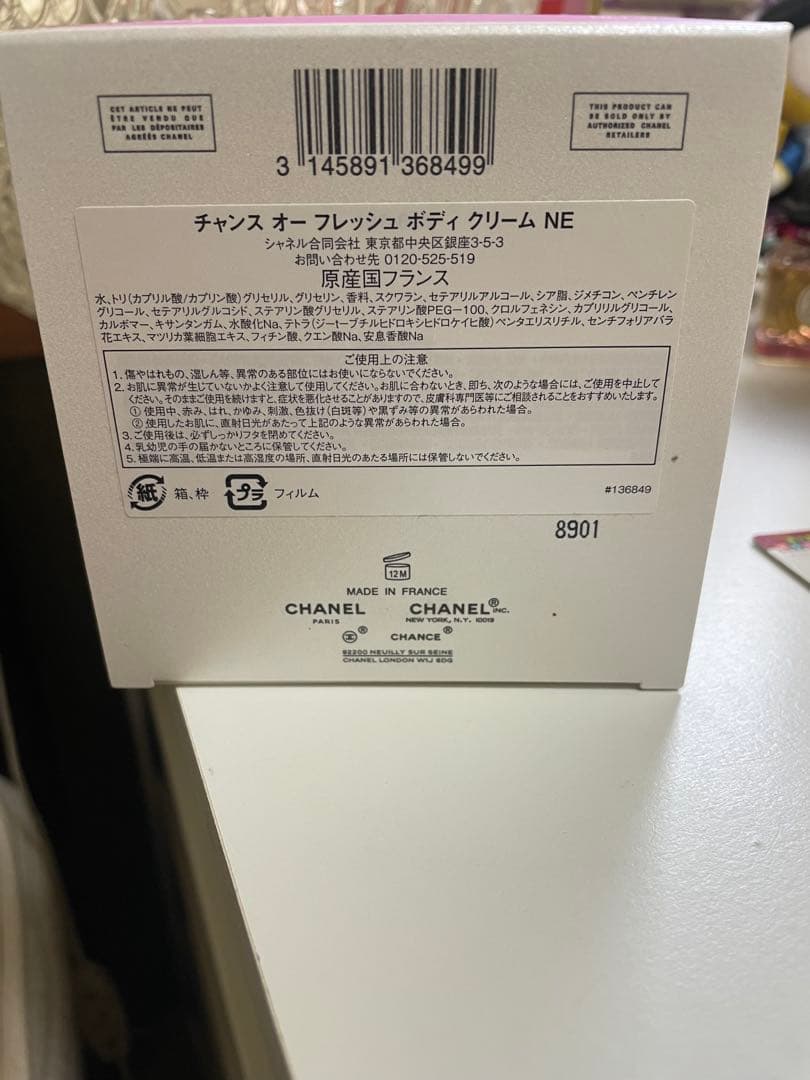 CET ARTICLE NE PEUT
ÊTRE VENDU QUE
PAR LES DÉPOSITAIRES
AGRÉÉS CHANEL
THIS PRODUCT CAN
BE SOLD ONLY BY
AUTHORIZED CHANEL
RETAILERS
3 145891 368499
チャンス オー フレッシュ ボディ クリーム NE
シャネル合同会社 東京都中央区銀座3-5-3
お問い合わせ先 0120-525-519
原産国フランス
水、トリ(カプリル酸/カプリン酸)グリセリル、グリセリン、香料、スクワラン、セテアリルアルコール、シア脂、ジメチコン、ペンチレン
グリコール、セテアリルグルコシド、ステアリン酸グリセリル、ステアリン酸PEG-100、クロルフェネシン、カプリリルグリコール、
カルボマー、キサンタンガム、水酸化Na、テトラ(ジ-t-ブチルヒドロキシヒドロケイヒ酸)ペンタエリスリチル、センチフォリアバラ
花エキス、マツリカ葉細胞エキス、フィチン酸、クエン酸Na、安息香酸Na
ご使用上の注意
1. 傷やはれもの、湿しん等、異常のある部位にはお使いにならないでください。
2. お肌に異常が生じていないかよく注意して使用してください。お肌に合わないとき、即ち、次のような場合には、ご使用を中止して
ください。そのままご使用を続けますと、症状を悪化させることがありますので、皮膚科専門医等にご相談されることをおすすめいたします。
① 使用中、赤み、はれ、かゆみ、刺激、色抜け(白斑等)や黒ずみ等の異常があらわれた場合。
② 使用したお肌に、直射日光があたって上記のような異常があらわれた場合。
3. ご使用後は、必ずしっかりフタを閉めてください。
4. 乳幼児の手の届かないところに保管してください。
5. 極端に高温、低温または高湿度の場所、直射日光のあたる場所には保管しないでください。
紙 箱、枠 プラ フィルム #136849
8901
12M
MADE IN FRANCE
CHANEL CHANEL® INC.
PARIS NEW YORK, N.Y. 10019
® CHANCE®
92200 NEUILLY SUR SEINE
CHANEL LONDON W1J 6DG